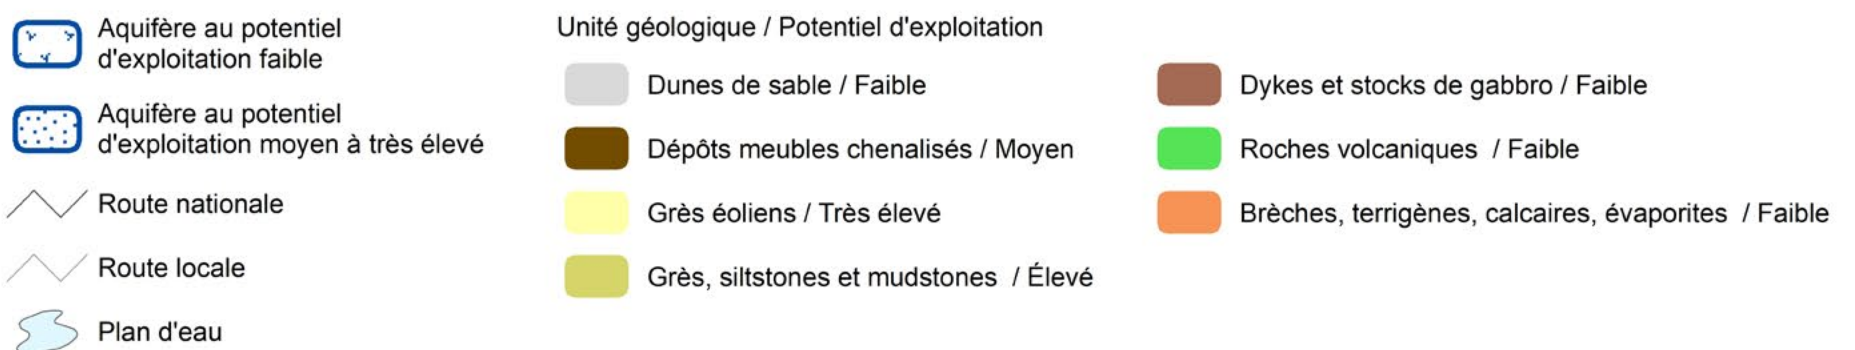 Aquifère au potentiel
d'exploitation faible
Aquifère au potentiel
d'exploitation moyen à très élevé
Route nationale
Route locale
Plan d'eau
Unité géologique / Potentiel d'exploitation
Dunes de sable / Faible
Dépôts meubles chenalisés / Moyen
Grès éoliens / Très élevé
Grès, siltstones et mudstones / Élevé
Dykes et stocks de gabbro / Faible
Roches volcaniques / Faible
Brèches, terrigènes, calcaires, évaporites / Faible